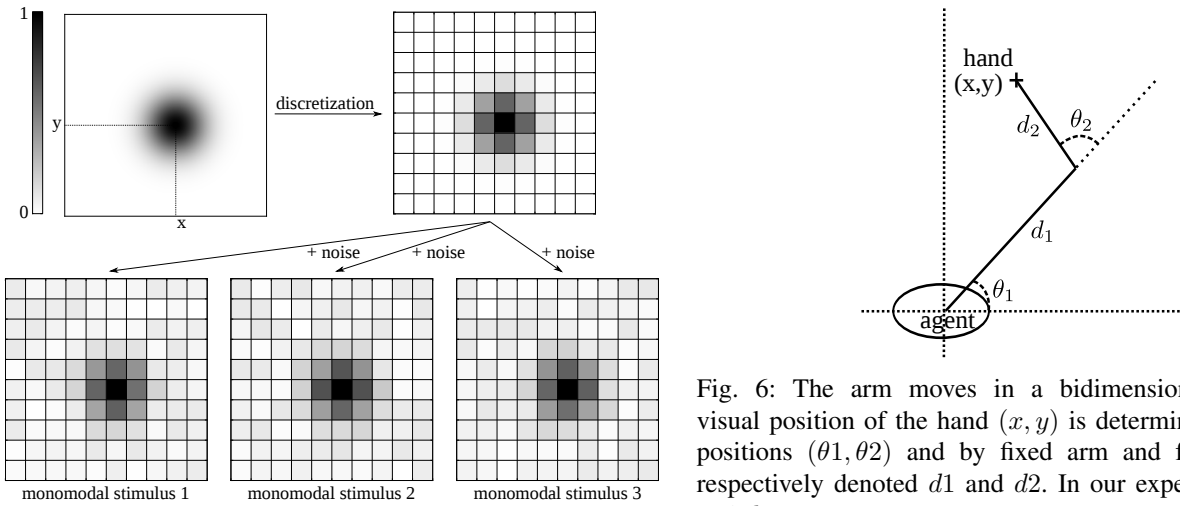 1
0
y
x
discretization
+ noise
+ noise
+ noise
monomodal stimulus 1
monomodal stimulus 2
monomodal stimulus 3
hand
(x,y)
d₂
θ₂
d₁
θ₁
agent
Fig. 6: The arm moves in a bidimension
visual position of the hand (x, y) is determin
positions (θ1, θ2) and by fixed arm and f
respectively denoted d1 and d2. In our expe